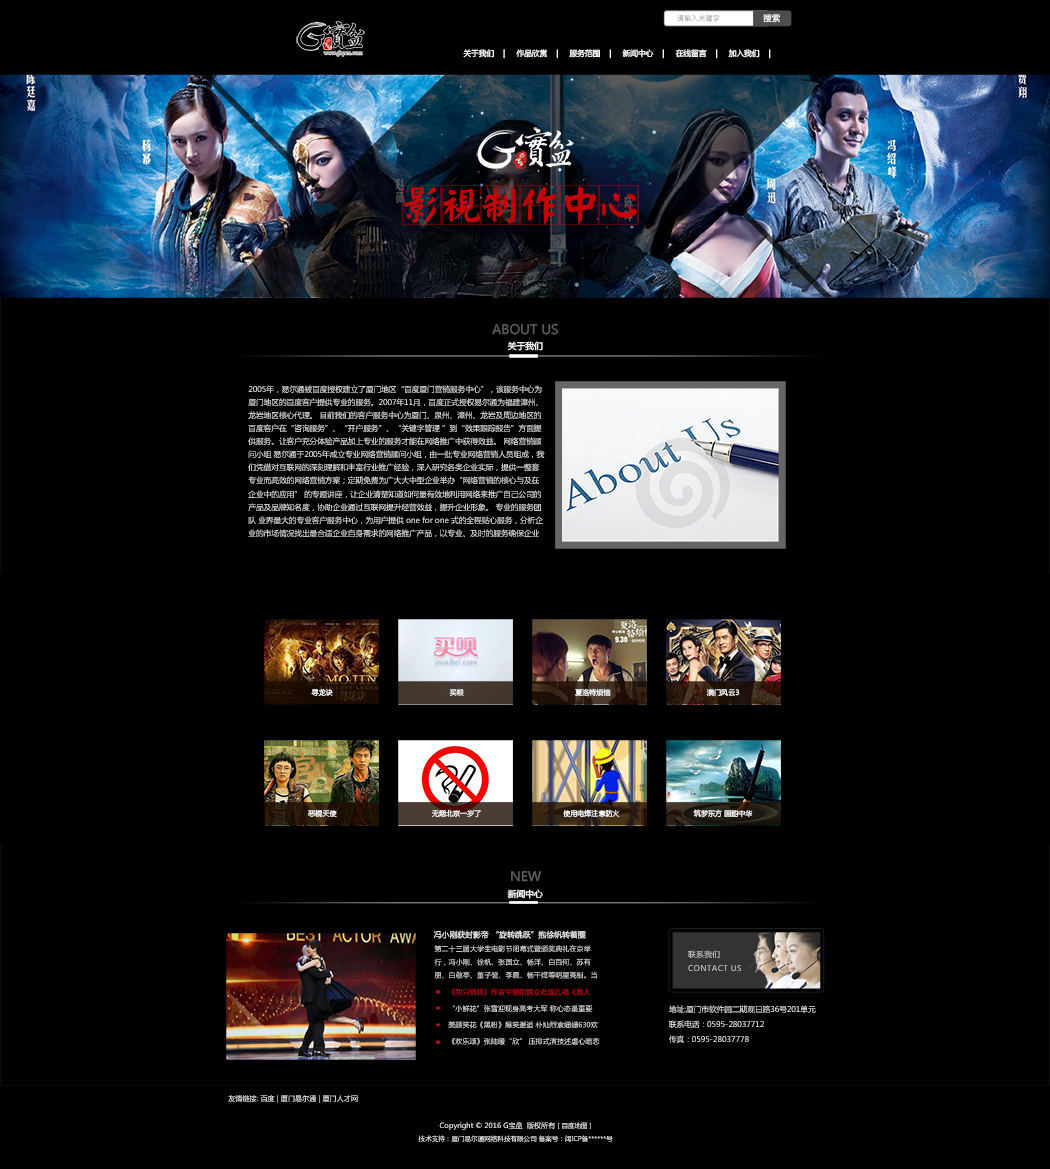 G寶盆
请输入关键字
搜索
关于我们 | 作品欣赏 | 服务范围 | 新闻中心 | 在线留言 | 加入我们 |
陈廷嘉
杨幂
G寶盆
影視制作中心
周迅
冯绍峰
费翔
ABOUT US
关于我们
2005年，易尔通被百度授权建立了厦门地区“百度厦门营销服务中心”，该服务中心为
厦门地区的百度客户提供专业的服务。2007年11月，百度正式授权易尔通为福建漳州、
龙岩地区核心代理。 目前我们的客户服务中心为厦门、泉州、漳州、龙岩及周边地区的
百度客户在“咨询服务”、“开户服务”、“关键字管理 ”到“效果跟踪报告”方面提
供服务。让客户充分体验产品加上专业的服务才能在网络推广中获得效益。 网络营销顾
问小组 易尔通于2005年成立专业网络营销顾问小组，由一批专业网络营销人员组成，我
们凭借对互联网的深刻理解和丰富行业推广经验，深入研究各类企业实际，提供一整套
专业而高效的网络营销方案；定期免费为广大大中型企业举办“网络营销的核心与及在
企业中的应用” 的专题讲座，让企业清楚知道如何最有效地利用网络来推广自己公司的
产品及品牌知名度，协助企业通过互联网提升经营效益，提升企业形象。 专业的服务团
队 业界最大的专业客户服务中心，为用户提供 one for one 式的全程贴心服务，分析企
业的市场情况找出最合适企业自身需求的网络推广产品，以专业、及时的服务确保企业
About Us
MOJIN
寻龙诀
买呗
imaibei.com
买呗
夏洛特烦恼
9.30
夏洛特烦恼
澳门风云3
恶棍天使
无烟北京一岁了
使用电焊注意防火
筑梦东方 国酝中华
NEW
新闻中心
BEST ACTOR AWA
冯小刚获封影帝 “旋转跳跃”抱徐帆转着圈
第二十三届大学生电影节闭幕式暨颁奖典礼在京举
行，冯小刚、徐帆、张国立、杨洋、白百何、苏有
朋、白敬亭、董子健、李晨、杨千嬅等明星亮相。当
“小鲜花”张雪迎现身高考大军 称心态最重要
美颜笑花《黑粉》爆笑邂逅 朴灿烈袁姗姗630欢
《欢乐颂》张陆暖“欣” 压抑式演技述虐心暗恋
联系我们
CONTACT US
地址:厦门市软件园二期观日路36号201单元
联系电话：0595-28037712
传真：0595-28037778
友情链接: 百度 | 厦门易尔通 | 厦门人才网
Copyright © 2016 G宝盘 版权所有 [ 百度地图 ]
技术支持：厦门易尔通网络科技有限公司 备案号：闽ICP备******号